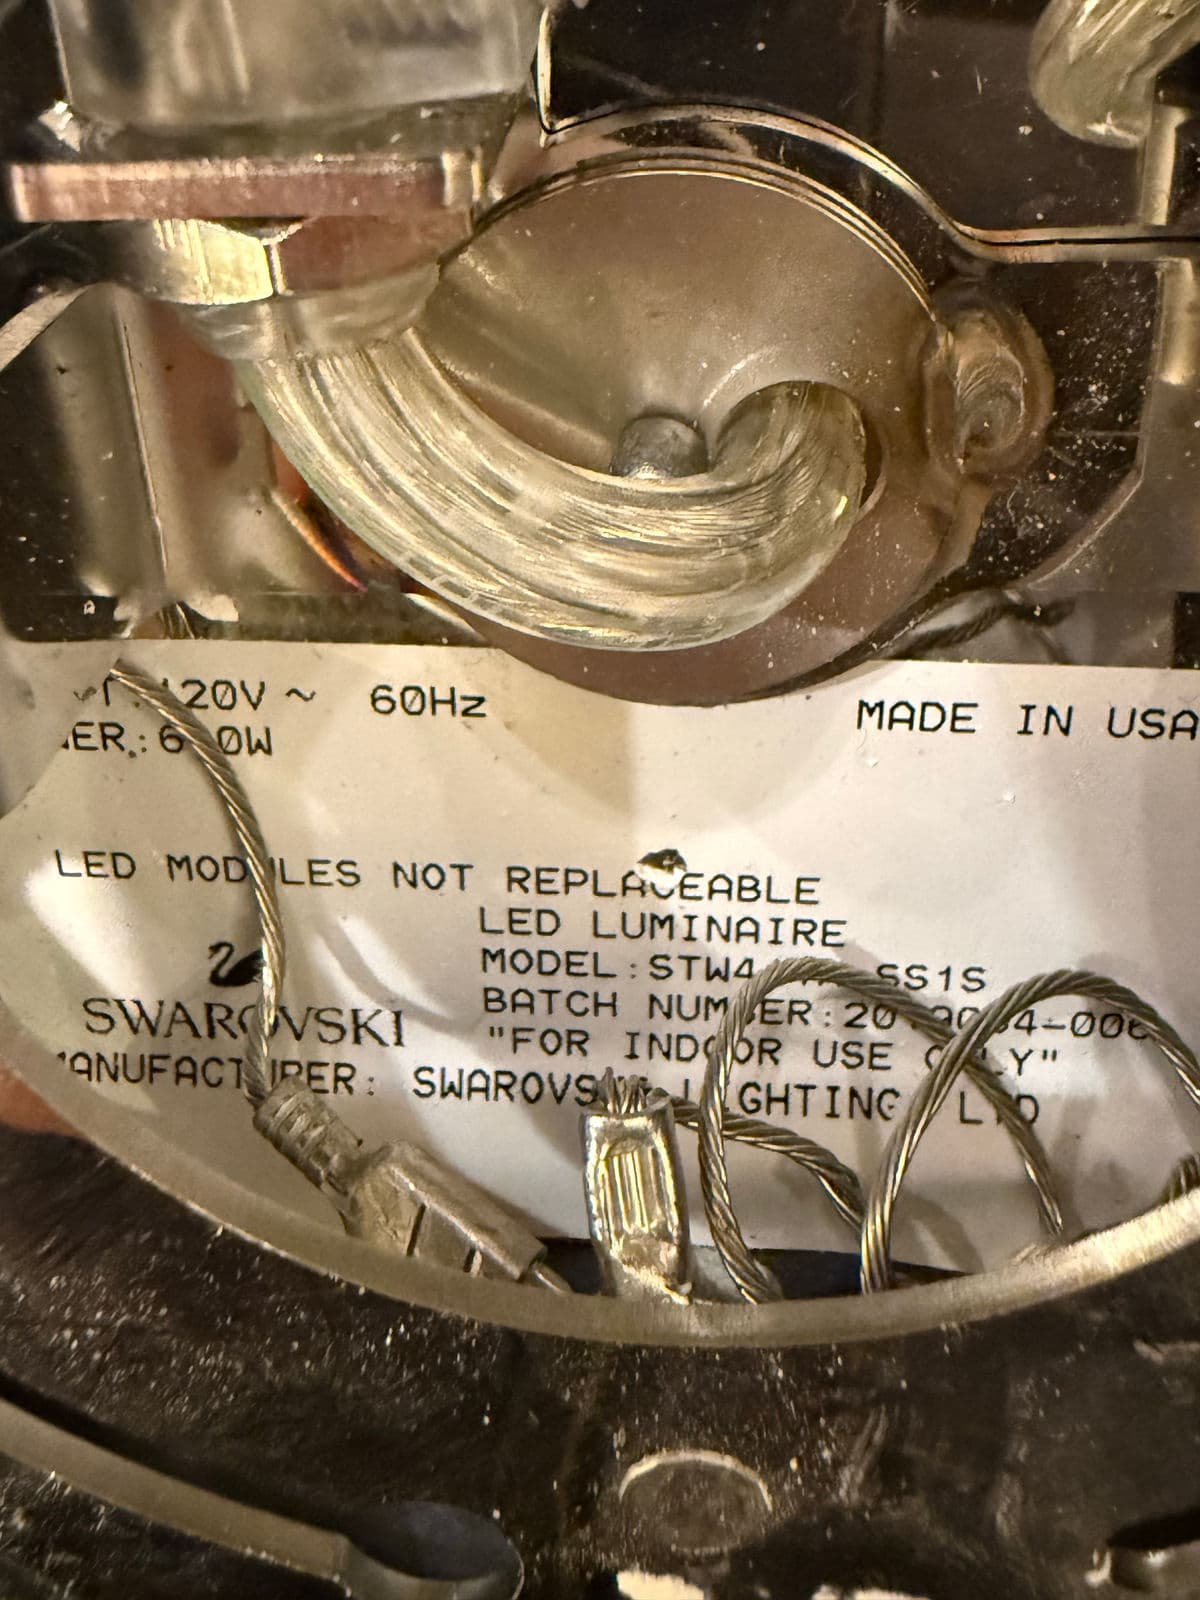 120V ~ 60Hz
MADE IN USA
LED MODULES NOT REPLACEABLE
LED LUMINAIRE
MODEL:
SS1S
BATCH NUMBER:
"FOR INDOOR USE ONLY"
SWAROVSKI
MANUFACTURER: SWAROVSKI LIGHTING LTD